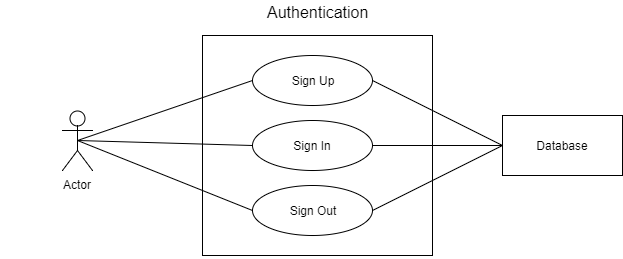 Authentication
Sign Up
Sign In
Database
Sign Out
Actor